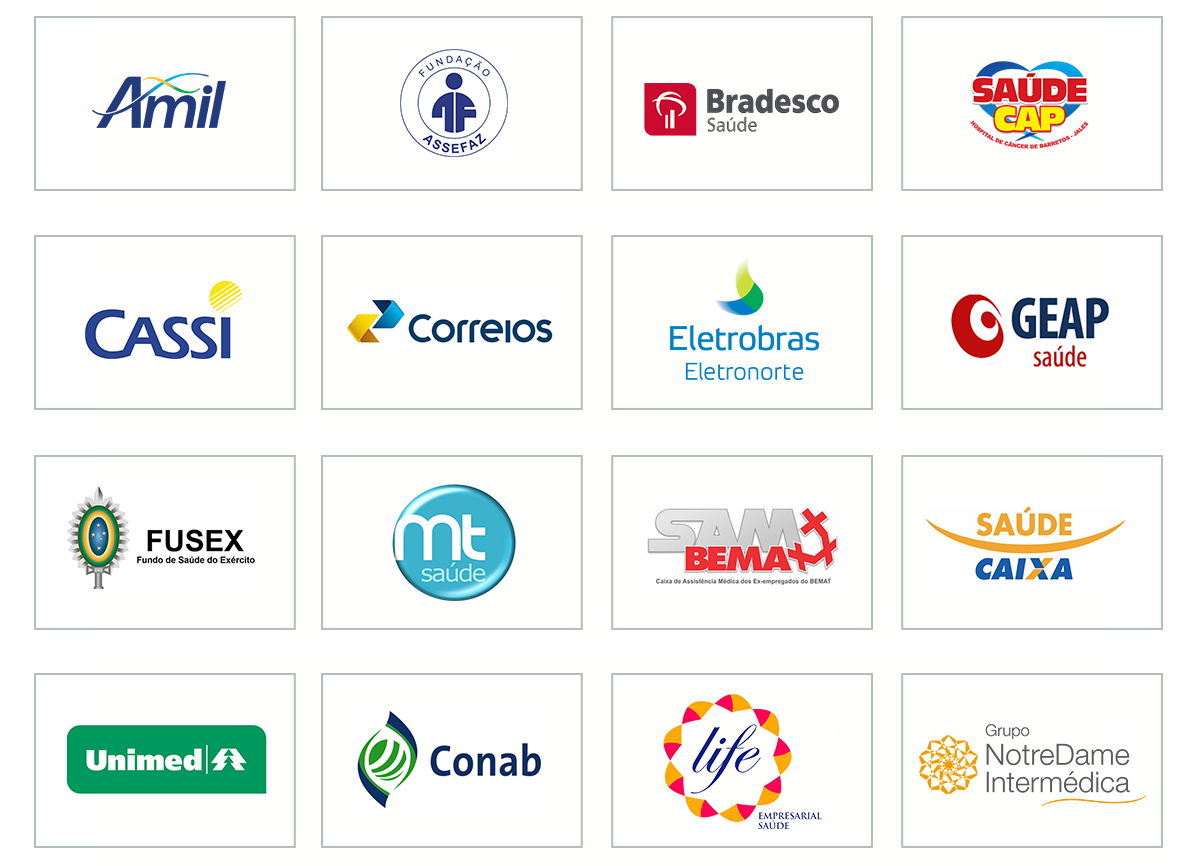 Amil
FUNDAÇÃO
ASSEFAZ
Bradesco
Saúde
SAÚDE
CAP
HOSPITAL DE CÂNCER DE BARRETOS - JALES
CASSI
Correios
Eletrobras
Eletronorte
GEAP
saúde
FUSEX
Fundo de Saúde do Exército
mt
saúde
SAM
BEMAT
Caixa de Assistência Médica dos Ex-empregados do BEMAT
SAÚDE
CAIXA
Unimed
Conab
life
EMPRESARIAL
SAÚDE
Grupo
NotreDame
Intermédica